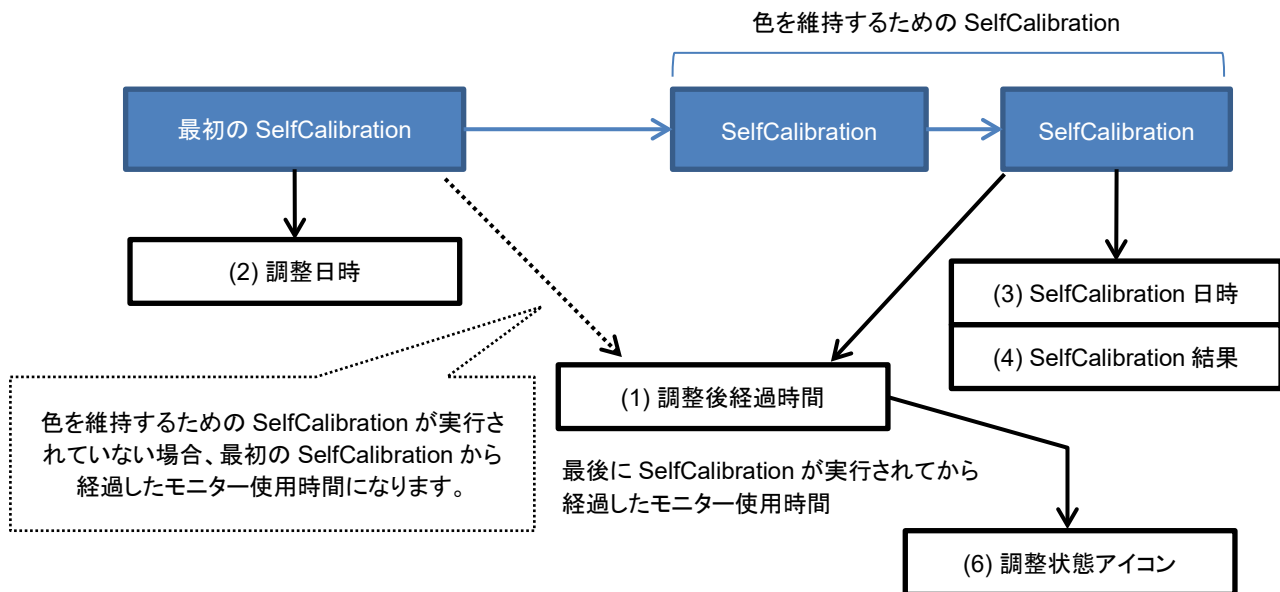 色を維持するための SelfCalibration
最初の SelfCalibration
SelfCalibration
SelfCalibration
(2) 調整日時
(3) SelfCalibration 日時
(4) SelfCalibration 結果
(1) 調整後経過時間
色を維持するための SelfCalibration が実行さ
れていない場合、最初の SelfCalibration から
経過したモニター使用時間になります。
最後に SelfCalibration が実行されてから
経過したモニター使用時間
(6) 調整状態アイコン